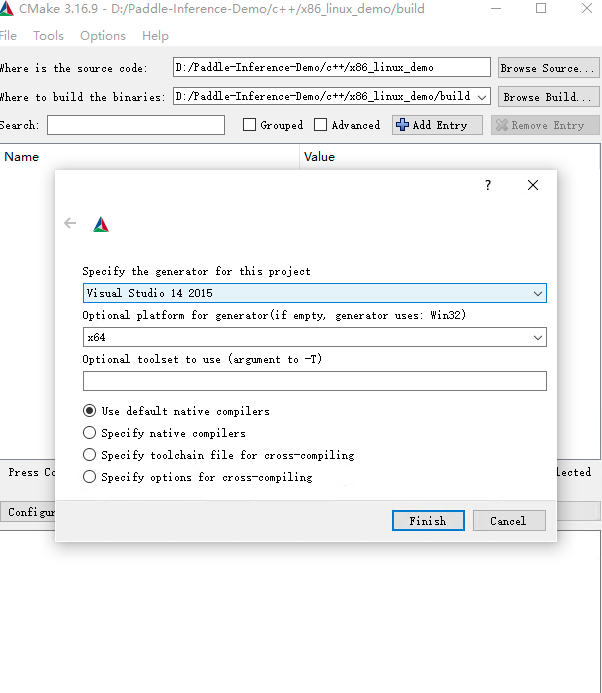 CMake 3.16.9 - D:/Paddle-Inference-Demo/c++/x86_linux_demo/build
File Tools Options Help
Where is the source code: D:/Paddle-Inference-Demo/c++/x86_linux_demo Browse Source...
Where to build the binaries: D:/Paddle-Inference-Demo/c++/x86_linux_demo/build Browse Build...
Search: Grouped Advanced Add Entry Remove Entry
Name Value
?
Specify the generator for this project
Visual Studio 14 2015
Optional platform for generator(if empty, generator uses: Win32)
x64
Optional toolset to use (argument to -T)
Use default native compilers
Specify native compilers
Specify toolchain file for cross-compiling
Specify options for cross-compiling
Press
Finish Cancel